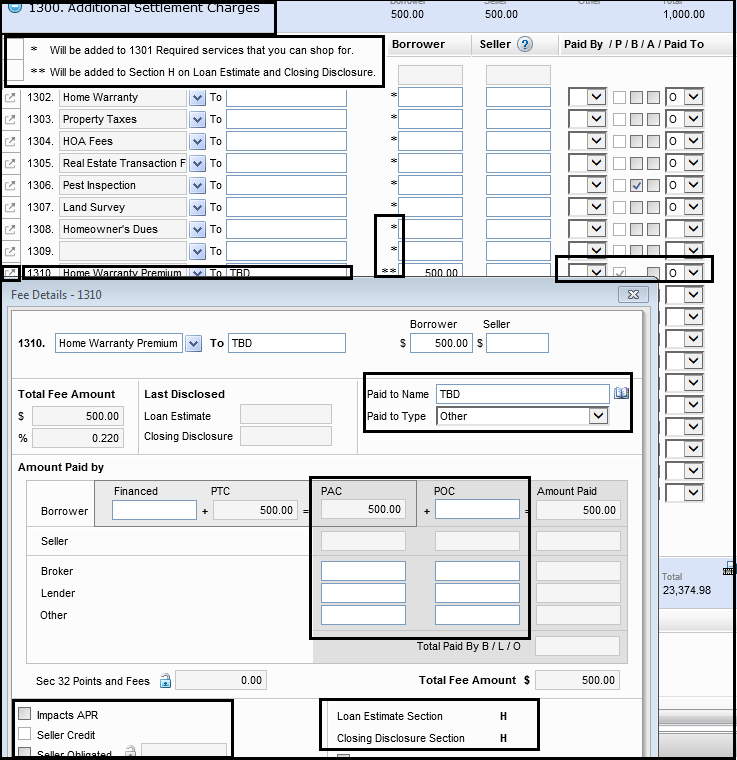 1300. Additional Settlement Charges
Borrower Seller Other Total
500.00 500.00 1,000.00
* Will be added to 1301 Required services that you can shop for.
** Will be added to Section H on Loan Estimate and Closing Disclosure.
Borrower Seller ? Paid By / P / B / A / Paid To
1302. Home Warranty To * O
1303. Property Taxes To * O
1304. HOA Fees To * O
1305. Real Estate Transaction F To * O
1306. Pest Inspection To * O
1307. Land Survey To * O
1308. Homeowner's Dues To * O
1309. To * O
1310. Home Warranty Premium To TBD ** 500.00 O
Fee Details - 1310
Borrower Seller
1310. Home Warranty Premium To TBD $ 500.00 $
Total Fee Amount Last Disclosed
Paid to Name TBD
$ 500.00 Loan Estimate
Paid to Type Other
% 0.220 Closing Disclosure
Amount Paid by
Financed PTC PAC POC Amount Paid
Borrower + 500.00 = 500.00 + = 500.00
Seller
Broker
Lender
Other
Total Paid By B / L / O
Total
23,374.98
Sec 32 Points and Fees 0.00 Total Fee Amount $ 500.00
Impacts APR
Seller Credit
Seller Obligated
Loan Estimate Section H
Closing Disclosure Section H